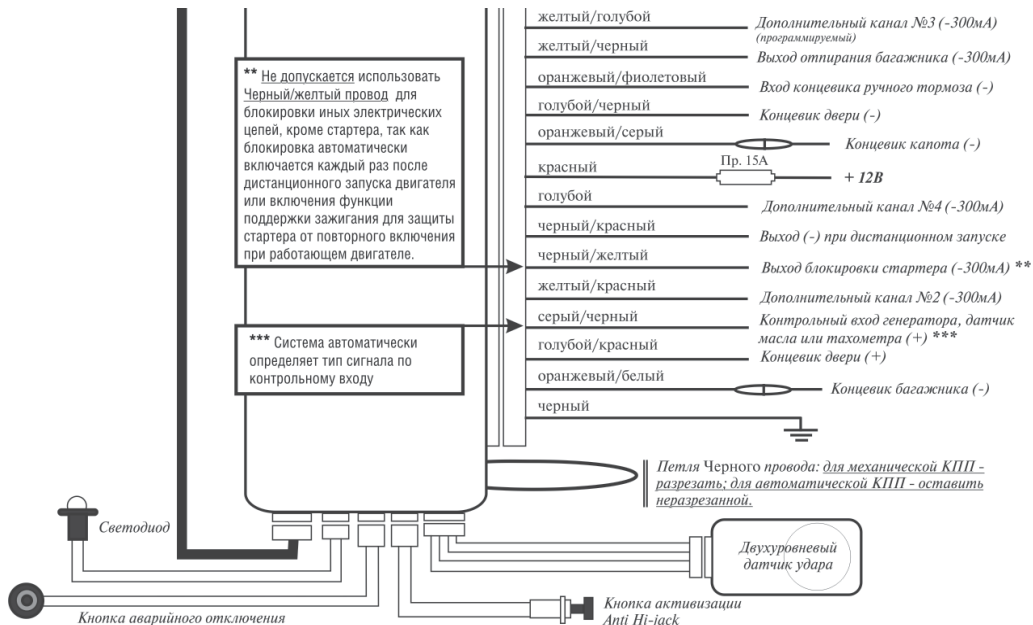 желтый/голубой
Дополнительный канал №3 (-300мА)
(программируемый)
желтый/черный
Выход отпирания багажника (-300мА)
оранжевый/фиолетовый
Вход концевика ручного тормоза (-)
голубой/черный
Концевик двери (-)
оранжевый/серый
Концевик капота (-)
красный
Пр. 15А
+ 12В
голубой
Дополнительный канал №4 (-300мА)
черный/красный
Выход (-) при дистанционном запуске
черный/желтый
Выход блокировки стартера (-300мА) **
желтый/красный
Дополнительный канал №2 (-300мА)
серый/черный
Контрольный вход генератора, датчик
масла или тахометра (+) ***
голубой/красный
Концевик двери (+)
оранжевый/белый
Концевик багажника (-)
черный
** Не допускается использовать
Черный/желтый провод для
блокировки иных электрических
цепей, кроме стартера, так как
блокировка автоматически
включается каждый раз после
дистанционного запуска двигателя
или включения функции
поддержки зажигания для защиты
стартера от повторного включения
при работающем двигателе.
*** Система автоматически
определяет тип сигнала по
контрольному входу
Петля Черного провода: для механической КПП -
разрезать; для автоматической КПП - оставить
неразрезанной.
Светодиод
Двухуровневый
датчик удара
Кнопка аварийного отключения
Кнопка активизации
Anti Hi-jack